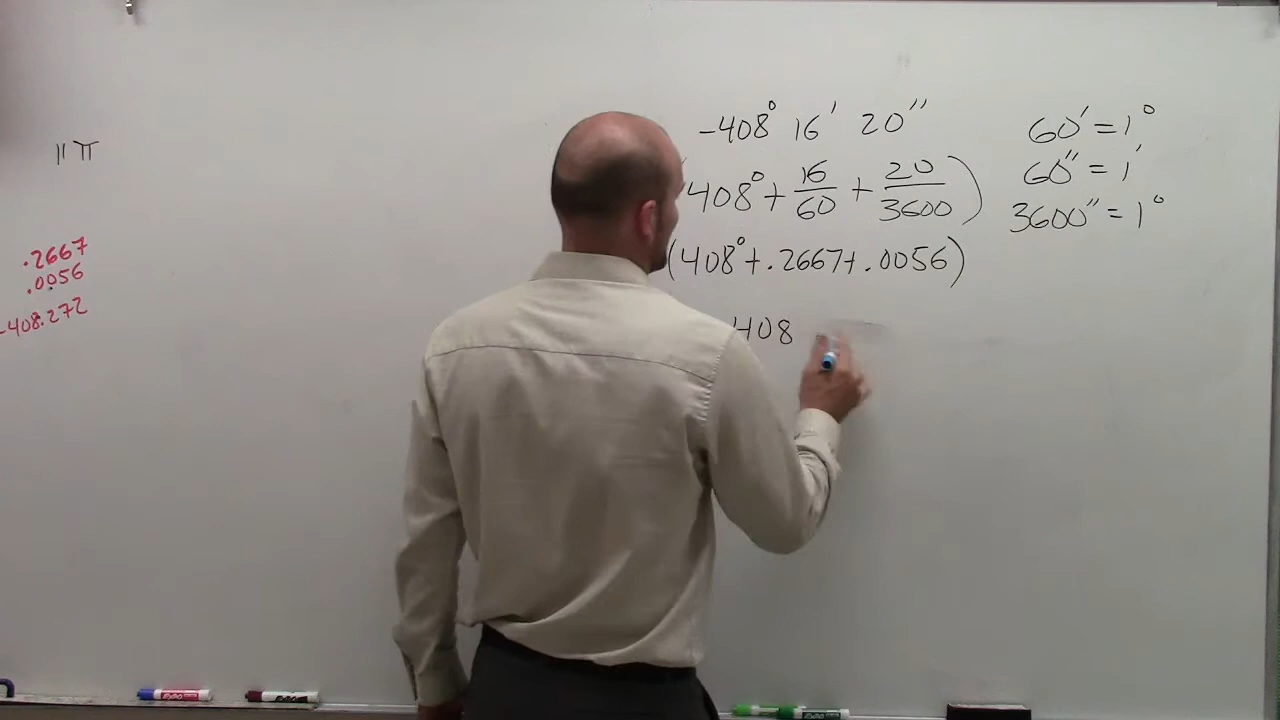 11π
.2667
.0056
-408.272
-408° 16' 20''
408° + 16/60 + 20/3600 )
(408° + .2667 + .0056)
408
60' = 1°
60'' = 1'
3600'' = 1°